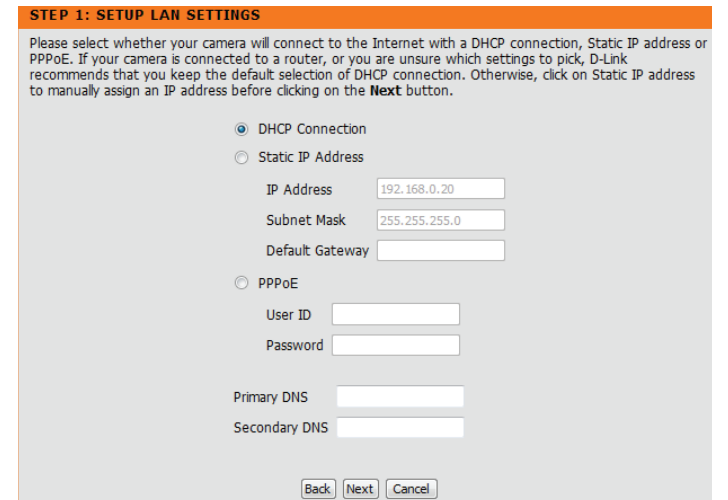 STEP 1: SETUP LAN SETTINGS
Please select whether your camera will connect to the Internet with a DHCP connection, Static IP address or
PPPoE. If your camera is connected to a router, or you are unsure which settings to pick, D-Link
recommends that you keep the default selection of DHCP connection. Otherwise, click on Static IP address
to manually assign an IP address before clicking on the Next button.
DHCP Connection
Static IP Address
IP Address 192.168.0.20
Subnet Mask 255.255.255.0
Default Gateway
PPPoE
User ID
Password
Primary DNS
Secondary DNS
Back Next Cancel